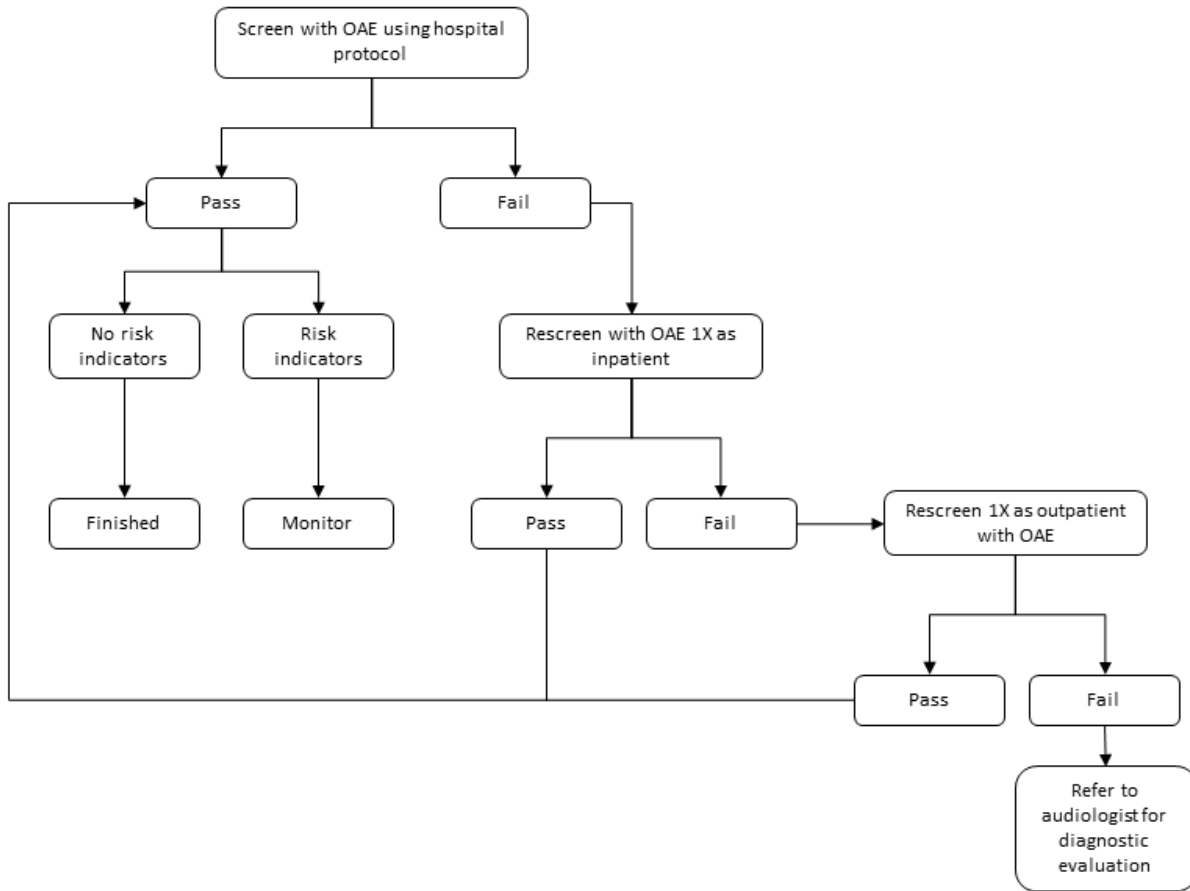 Screen with OAE using hospital
protocol
Pass
Fail
No risk
indicators
Risk
indicators
Rescreen with OAE 1X as
inpatient
Finished
Monitor
Pass
Fail
Rescreen 1X as outpatient
with OAE
Pass
Fail
Refer to
audiologist for
diagnostic
evaluation